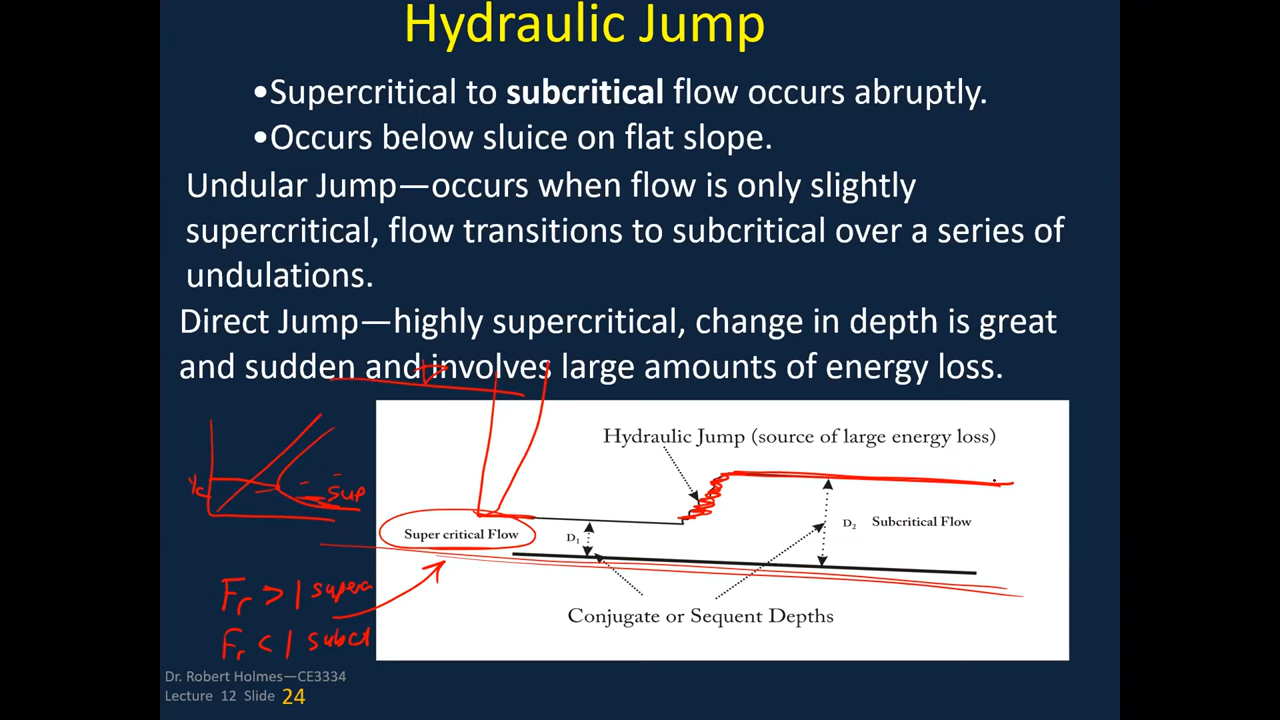 Hydraulic Jump
•Supercritical to subcritical flow occurs abruptly.
•Occurs below sluice on flat slope.
Undular Jump—occurs when flow is only slightly
supercritical, flow transitions to subcritical over a series of
undulations.
Direct Jump—highly supercritical, change in depth is great
and sudden and involves large amounts of energy loss.
Hydraulic Jump (source of large energy loss)
Yc
Sup
Super critical Flow
D1
D2
Subcritical Flow
Fr > 1 superc
Conjugate or Sequent Depths
Fr < 1 subct
Dr. Robert Holmes—CE3334
Lecture 12 Slide 24